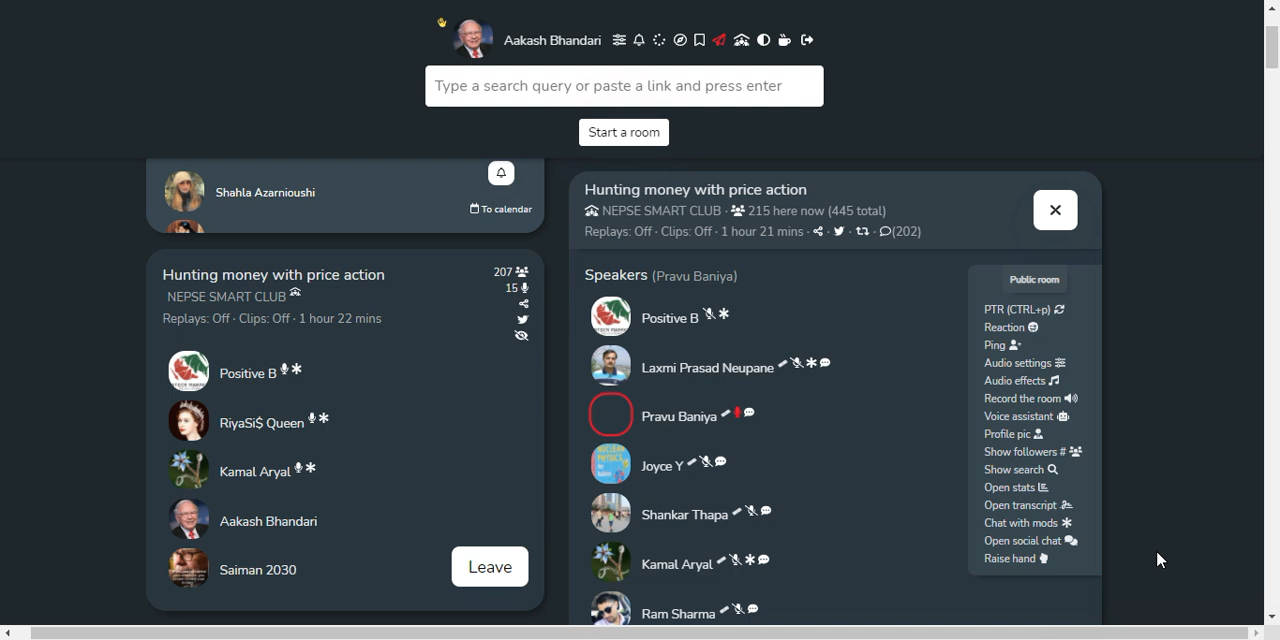 Aakash Bhandari
Type a search query or paste a link and press enter
Start a room
Shahla Azarnioushi
To calendar
Hunting money with price action
207
NEPSE SMART CLUB
15
Replays: Off · Clips: Off · 1 hour 22 mins
Positive B
RiyaSi$ Queen
Kamal Aryal
Aakash Bhandari
Saiman 2030
Leave
Hunting money with price action
NEPSE SMART CLUB · 215 here now (445 total)
Replays: Off · Clips: Off · 1 hour 21 mins · · · · (202)
Speakers (Pravu Baniya)
Positive B
Laxmi Prasad Neupane
Pravu Baniya
Joyce Y
Shankar Thapa
Kamal Aryal
Ram Sharma
Public room
PTR (CTRL+p)
Reaction
Ping
Audio settings
Audio effects
Record the room
Voice assistant
Profile pic
Show followers #
Show search
Open stats
Open transcript
Chat with mods
Open social chat
Raise hand